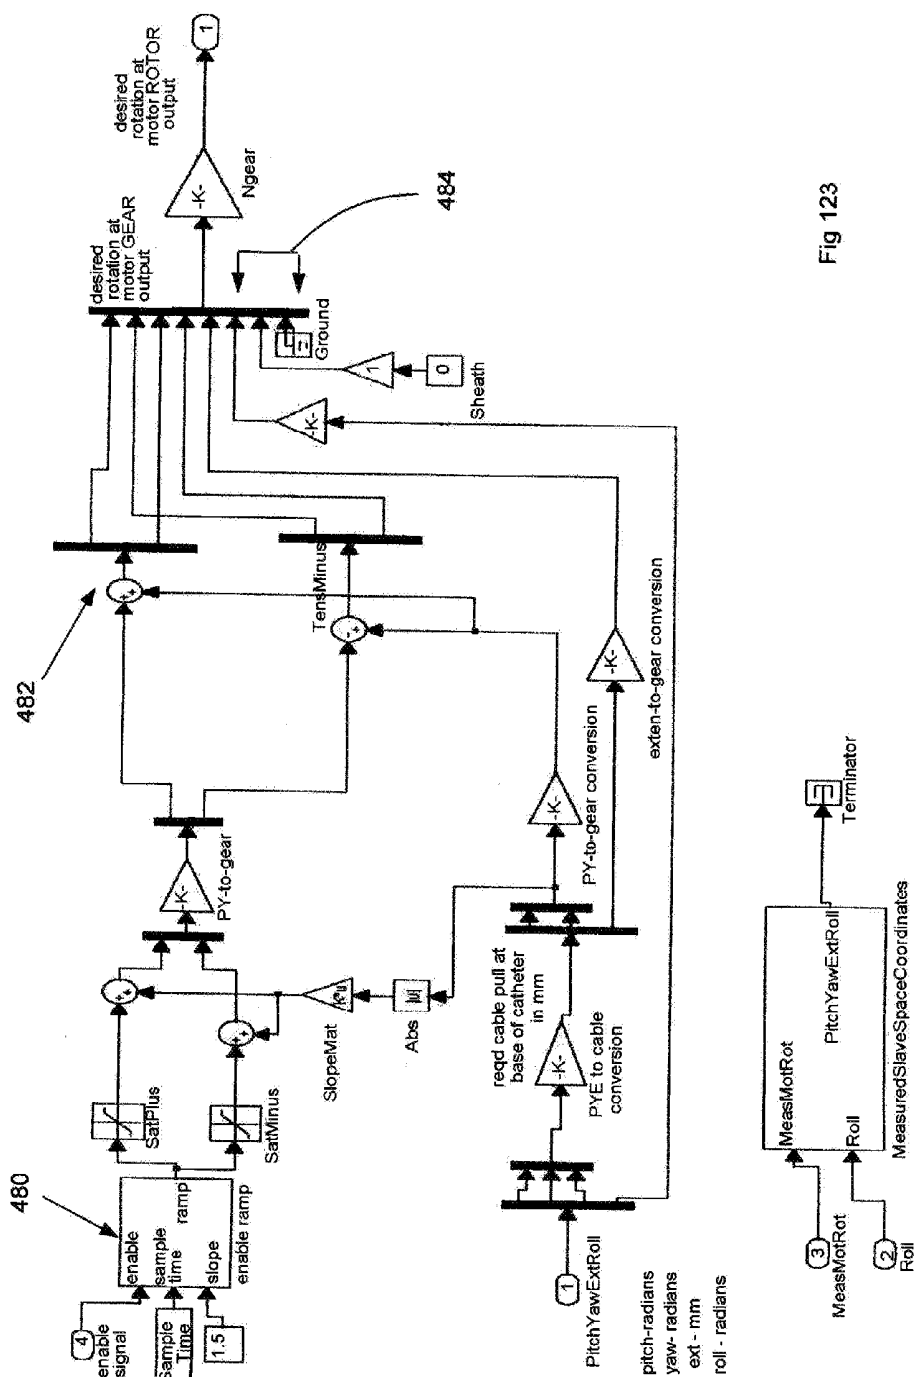 1
desired
rotation at
motor ROTOR
output
-K-
Ngear
484
desired
rotation at
motor GEAR
output
Ground
1
0
Sheath
-K-
482
TensMinus
-K-
exten-to-gear conversion
-K-
PY-to-gear
-K-
PY-to-gear conversion
reqd cable pull at
base of catheter
in mm
-K-
PYE to cable
conversion
K*u
SlopeMat
|u|
Abs
SatPlus
SatMinus
480
enable
sample
time
slope
ramp
enable ramp
4
enable
signal
Sample
Time
1.5
1
PitchYawExtRoll
pitch-radians
yaw- radians
ext - mm
roll - radians
Terminator
MeasMotRot
PitchYawExtRoll
Roll
MeasuredSlaveSpaceCoordinates
3
MeasMotRot
2
Roll
Fig 123